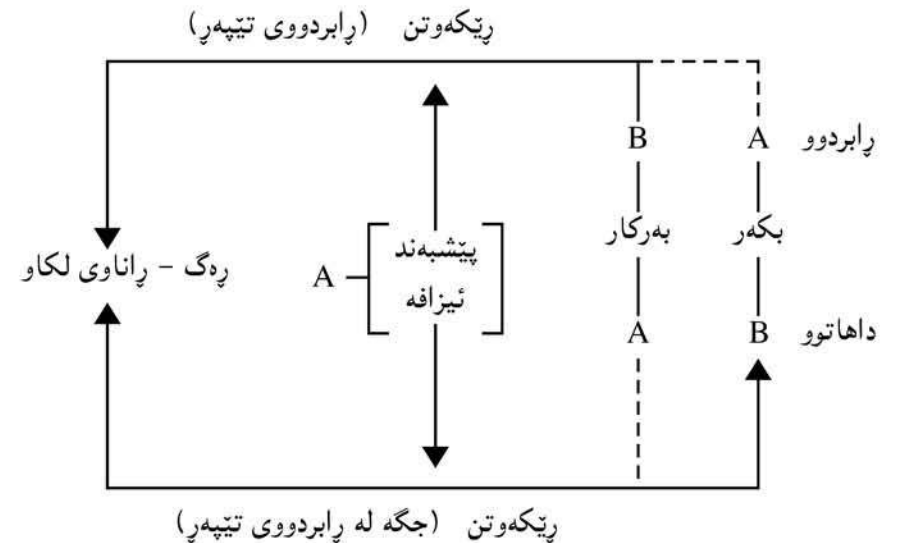 ڕێکەوتن (ڕابردووی تێپەڕ)
ڕابردوو A B
بکەر بەرکار
پێشبەند
ئیزافە
A
ڕەگ - ڕاناوی لکاو
داهاتوو B A
ڕێکەوتن (جگە لە ڕابردووی تێپەڕ)